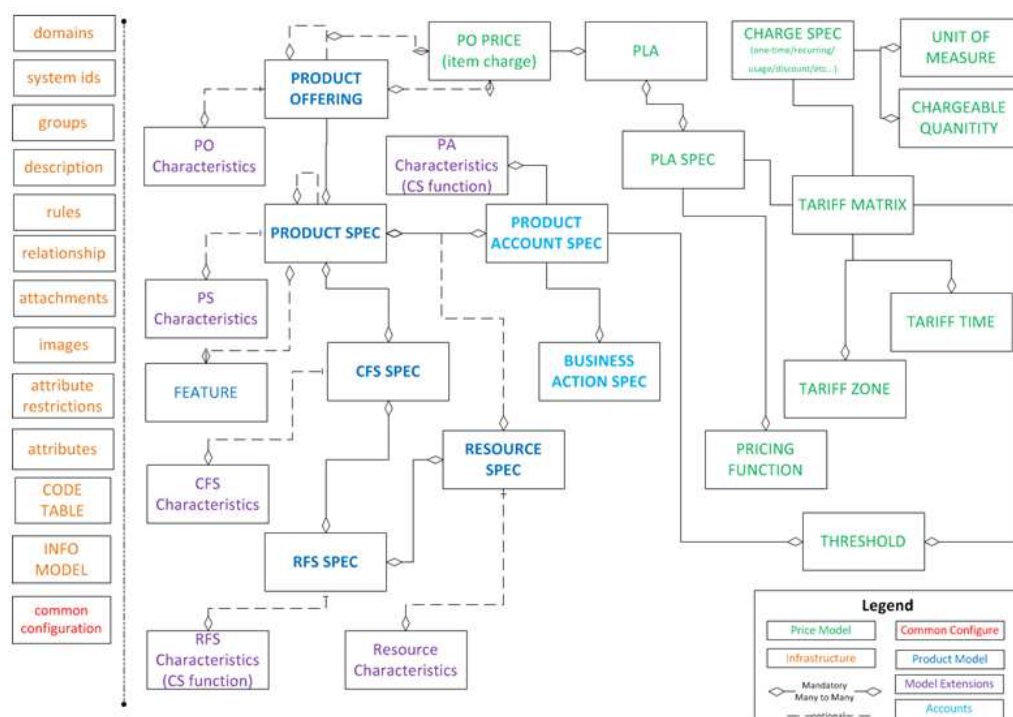 domains
system ids
groups
description
rules
relationship
attachments
images
attribute
restrictions
attributes
CODE
TABLE
INFO
MODEL
common
configuration
PRODUCT
OFFERING
PO PRICE
(item charge)
PLA
CHARGE SPEC
(one-time/recurring/
usage/discount/etc...)
UNIT OF
MEASURE
CHARGEABLE
QUANITITY
PO
Characteristics
PA
Characteristics
(CS function)
PLA SPEC
TARIFF MATRIX
PRODUCT SPEC
PRODUCT
ACCOUNT SPEC
PS
Characteristics
TARIFF TIME
CFS SPEC
BUSINESS
ACTION SPEC
FEATURE
TARIFF ZONE
RESOURCE
SPEC
PRICING
FUNCTION
CFS
Characteristics
RFS SPEC
THRESHOLD
RFS
Characteristics
(CS function)
Resource
Characteristics
Legend
Price Model
Common Configure
Infrastructure
Product Model
Mandatory
Many to Many
Model Extensions
optional
Accounts